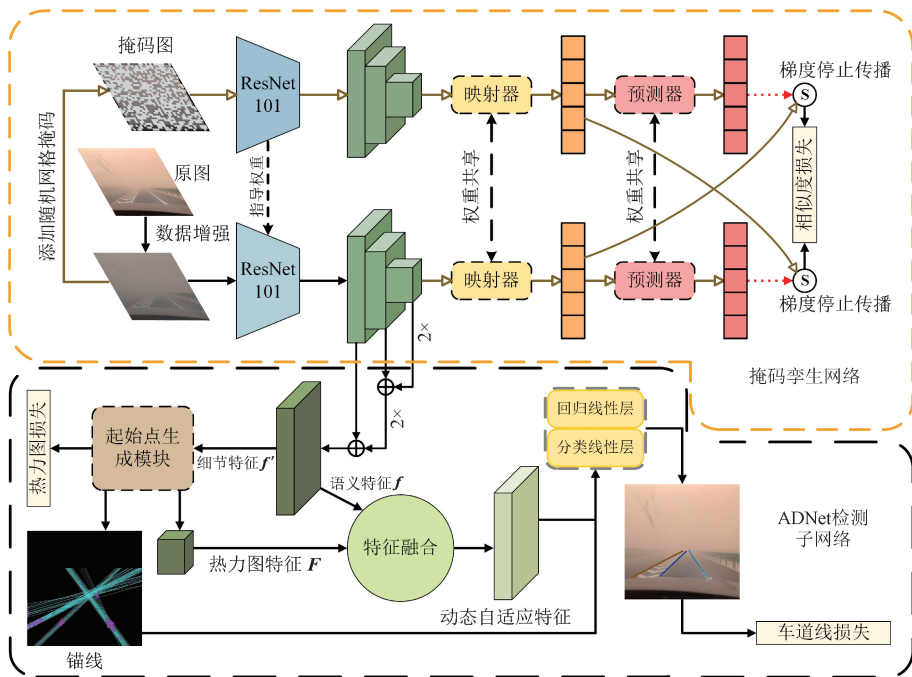 掩码图
ResNet
101
映射器
预测器
梯度停止传播
S
添加随机网格掩码
原图
数据增强
指导权重
权重共享
权重共享
相似度损失
ResNet
101
映射器
预测器
S
梯度停止传播
2×
2×
掩码孪生网络
热力图损失
起始点生
成模块
细节特征f′
语义特征f
回归线性层
分类线性层
热力图特征 F
特征融合
动态自适应特征
ADNet检测
子网络
锚线
车道线损失